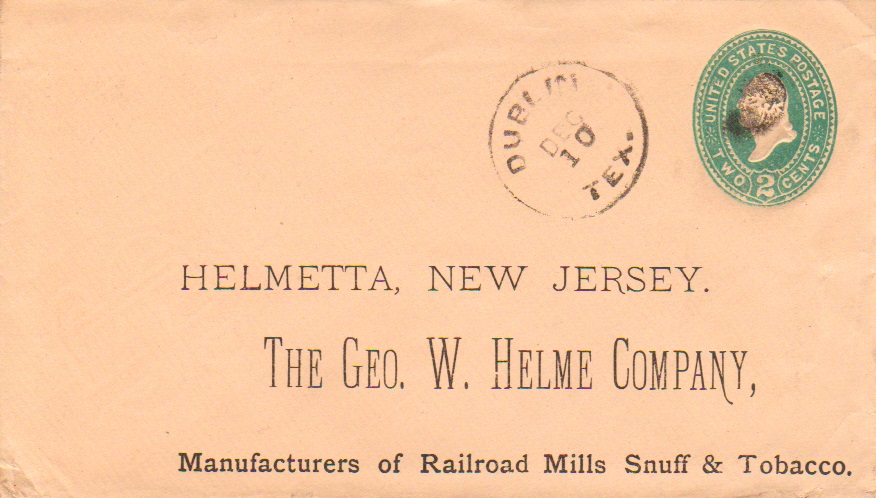 DUBLIN
DEC
10
TEX.
UNITED STATES POSTAGE
TWO 2 CENTS
HELMETTA, NEW JERSEY.
THE GEO. W. HELME COMPANY,
Manufacturers of Railroad Mills Snuff & Tobacco.